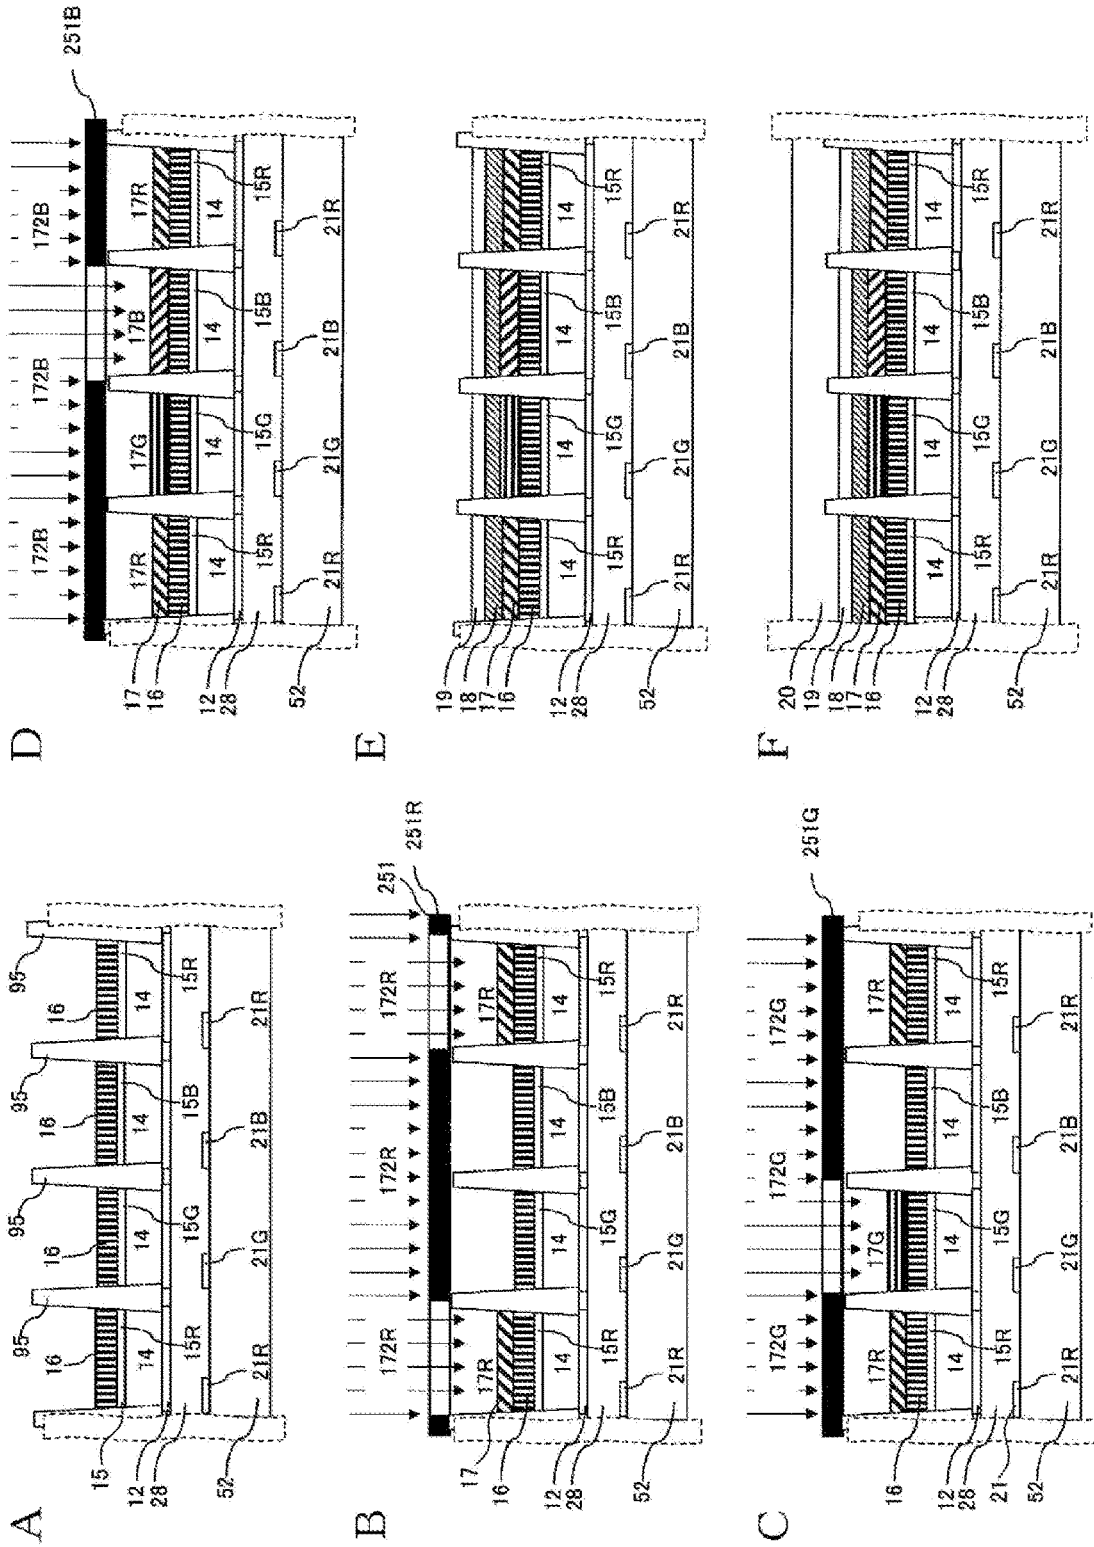 A
95 95 95 95
16 16 16 16
15 14 14 14 14
12 15R 15G 15B 15R
28
52 21R 21G 21B 21R
B
251
251R
172R 172R 172R
17 17R 17R
16
14 14 14 14
12 15R 15G 15B 15R
28
52 21R 21G 21B 21R
C
251G
172G 172G 172G
17R 17G 17R
16
14 14 14 14
12 15R 15G 15B 15R
28
21
52 21R 21G 21B 21R
D
251B
172B 172B 172B
17 17R 17G 17B 17R
16
14 14 14 14
12 15R 15G 15B 15R
28
52 21R 21G 21B 21R
E
19
18
17
16
14 14 14 14
12 15R 15G 15B 15R
28
52 21R 21G 21B 21R
F
20
19
18
17
16
14 14 14 14
12 15R 15G 15B 15R
28
52 21R 21G 21B 21R